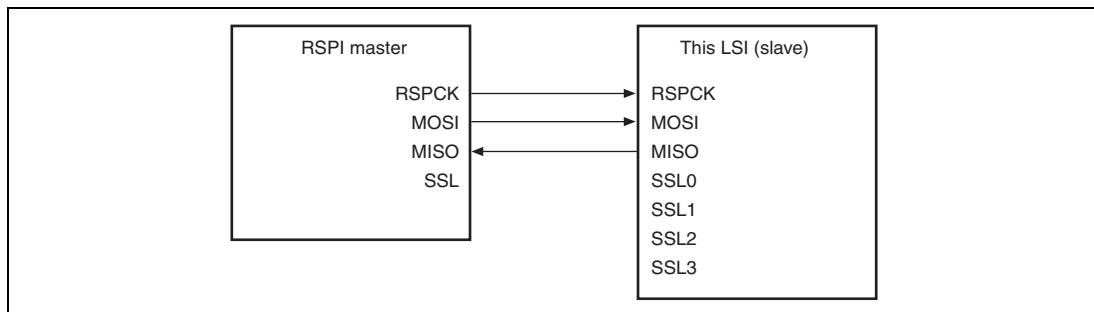 RSPI master
RSPCK
MOSI
MISO
SSL
This LSI (slave)
RSPCK
MOSI
MISO
SSL0
SSL1
SSL2
SSL3